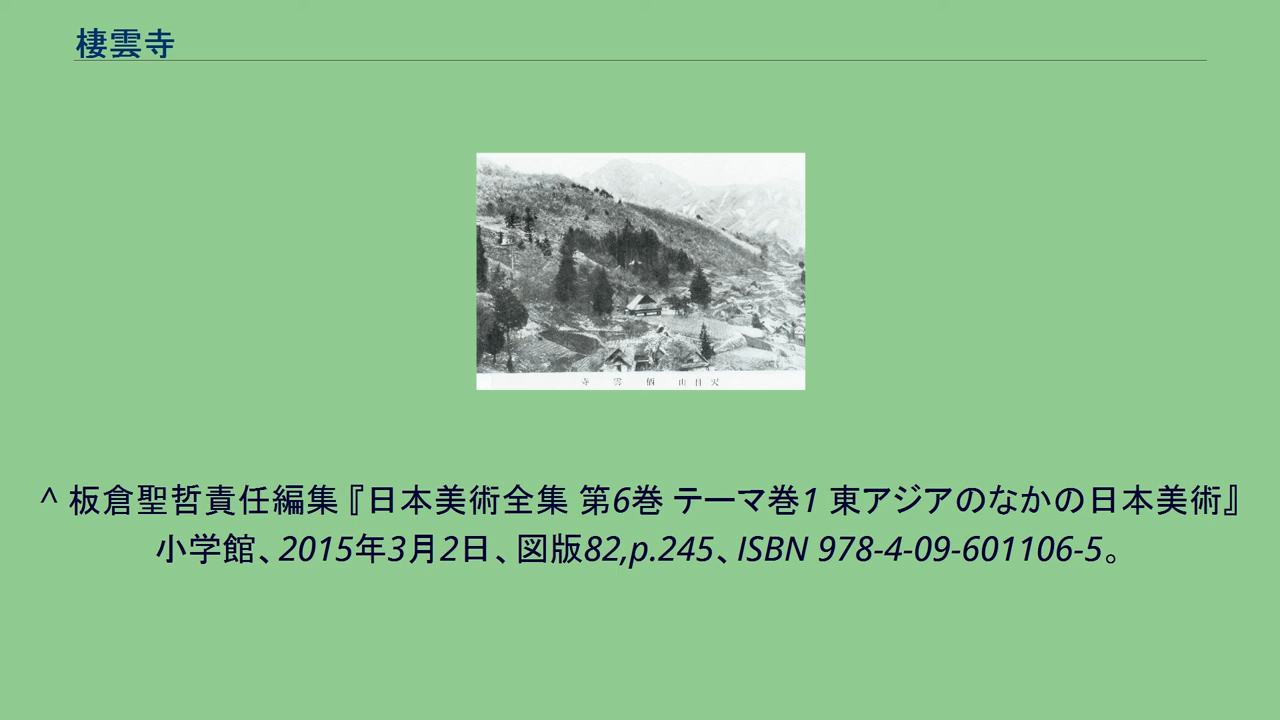 棲雲寺
寺 雲 栖 山目天
^ 板倉聖哲責任編集『日本美術全集 第6巻 テーマ巻1 東アジアのなかの日本美術』
小学館、2015年3月2日、図版82,p.245、ISBN 978-4-09-601106-5。